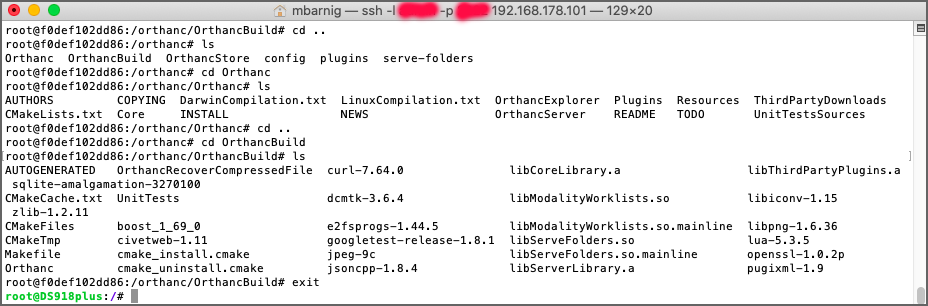 mbarnig — ssh -l -p 192.168.178.101 — 129×20
root@f0def102dd86:/orthanc/OrthancBuild# cd ..
root@f0def102dd86:/orthanc# ls
Orthanc  OrthancBuild  OrthancStore  config  plugins  serve-folders
root@f0def102dd86:/orthanc# cd Orthanc
root@f0def102dd86:/orthanc/Orthanc# ls
AUTHORS         COPYING  DarwinCompilation.txt  LinuxCompilation.txt  OrthancExplorer  Plugins  Resources  ThirdPartyDownloads
CMakeLists.txt  Core     INSTALL                NEWS                  OrthancServer    README   TODO       UnitTestsSources
root@f0def102dd86:/orthanc/Orthanc# cd ..
root@f0def102dd86:/orthanc# cd OrthancBuild
[root@f0def102dd86:/orthanc/OrthancBuild# ls ]
AUTOGENERATED   OrthancRecoverCompressedFile  curl-7.64.0               libCoreLibrary.a                libThirdPartyPlugins.a
 sqlite-amalgamation-3270100
CMakeCache.txt  UnitTests                     dcmtk-3.6.4               libModalityWorklists.so         libiconv-1.15
 zlib-1.2.11
CMakeFiles      boost_1_69_0                  e2fsprogs-1.44.5          libModalityWorklists.so.mainline  libpng-1.6.36
CMakeTmp        civetweb-1.11                 googletest-release-1.8.1  libServeFolders.so              lua-5.3.5
Makefile        cmake_install.cmake           jpeg-9c                   libServeFolders.so.mainline     openssl-1.0.2p
Orthanc         cmake_uninstall.cmake         jsoncpp-1.8.4             libServerLibrary.a              pugixml-1.9
root@f0def102dd86:/orthanc/OrthancBuild# exit
root@DS918plus:/#